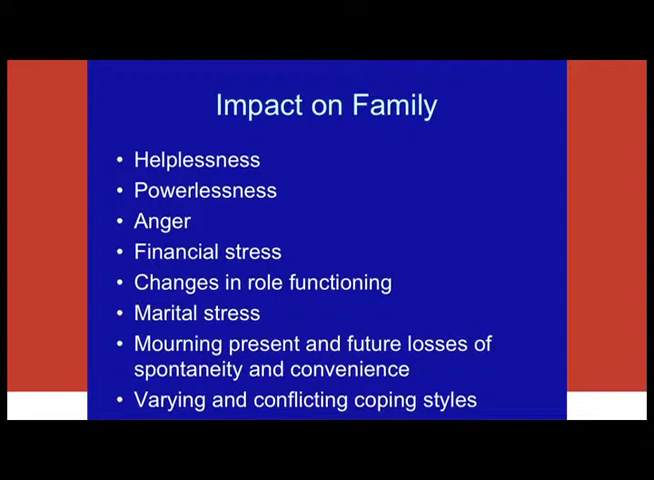 Impact on Family
• Helplessness
• Powerlessness
• Anger
• Financial stress
• Changes in role functioning
• Marital stress
• Mourning present and future losses of
spontaneity and convenience
• Varying and conflicting coping styles